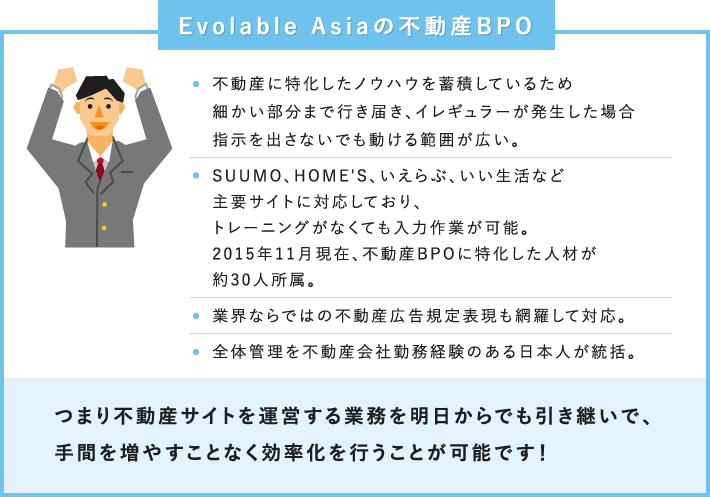 Evolable Asiaの不動産BPO
不動産に特化したノウハウを蓄積しているため
細かい部分まで行き届き、イレギュラーが発生した場合
指示を出さないでも動ける範囲が広い。
SUUMO、HOME'S、いえらぶ、いい生活など
主要サイトに対応しており、
トレーニングがなくても入力作業が可能。
2015年11月現在、不動産BPOに特化した人材が
約30人所属。
業界ならではの不動産広告規定表現も網羅して対応。
全体管理を不動産会社勤務経験のある日本人が統括。
つまり不動産サイトを運営する業務を明日からでも引き継いで、
手間を増やすことなく効率化を行うことが可能です！